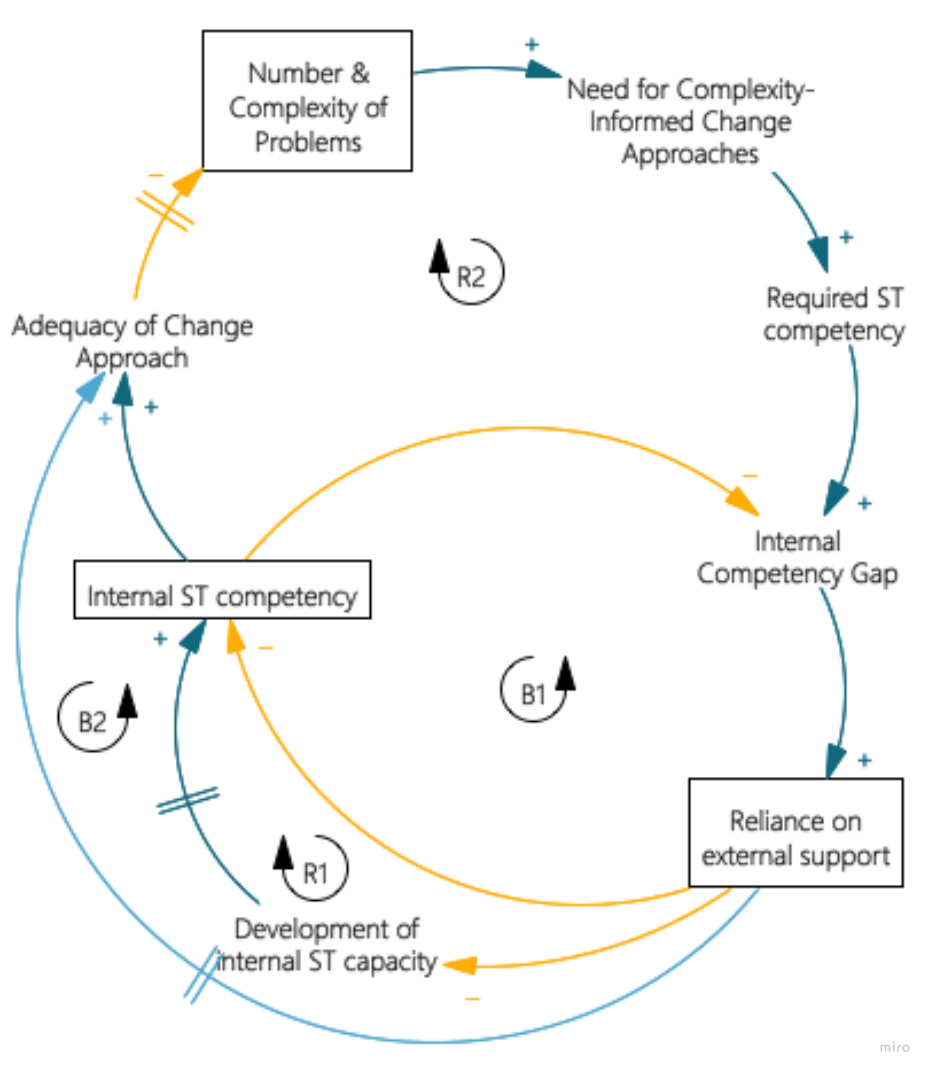 +
Number &
Complexity of
Problems
Need for Complexity-
Informed Change
Approaches
−
+
R2
Required ST
competency
Adequacy of Change
Approach
+
+
−
+
Internal
Competency Gap
Internal ST competency
+
−
B1
B2
+
Reliance on
external support
R1
Development of
internal ST capacity
−
miro